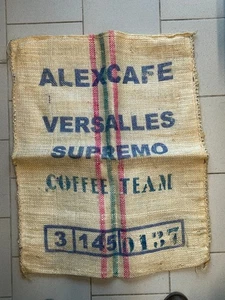 ALEXCAFE
VERSALLES
SUPREMO
COFFEE TEAM
3 145 0137